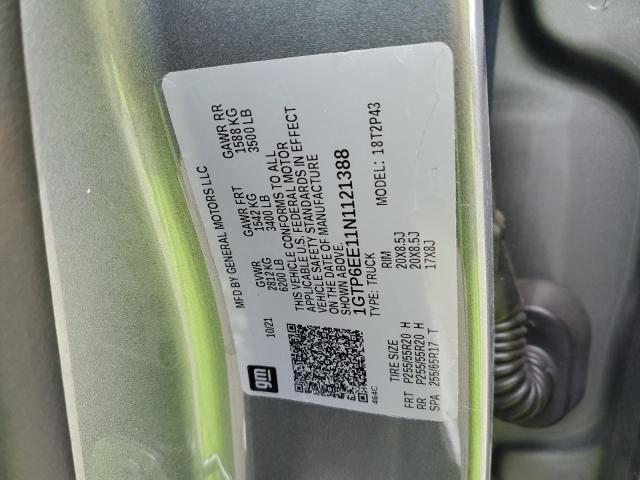 gm
MFD BY GENERAL MOTORS LLC
10/21
GVWR
2812KG
6200 LB
GAWR FRT
1542 KG
3400 LB
GAWR RR
1588 KG
3500 LB
THIS VEHICLE CONFORMS TO ALL
APPLICABLE U.S. FEDERAL MOTOR
VEHICLE SAFETY STANDARDS IN EFFECT
ON THE DATE OF MANUFACTURE
SHOWN ABOVE.
1GTP6EE11N1121388
TYPE: TRUCK
MODEL: 18T2P43
464C
TIRE SIZE RIM
FRT P255/55R20 H 20X8.5J
RR P255/55R20 H 20X8.5J
SPA 255/65R17 T 17X8J